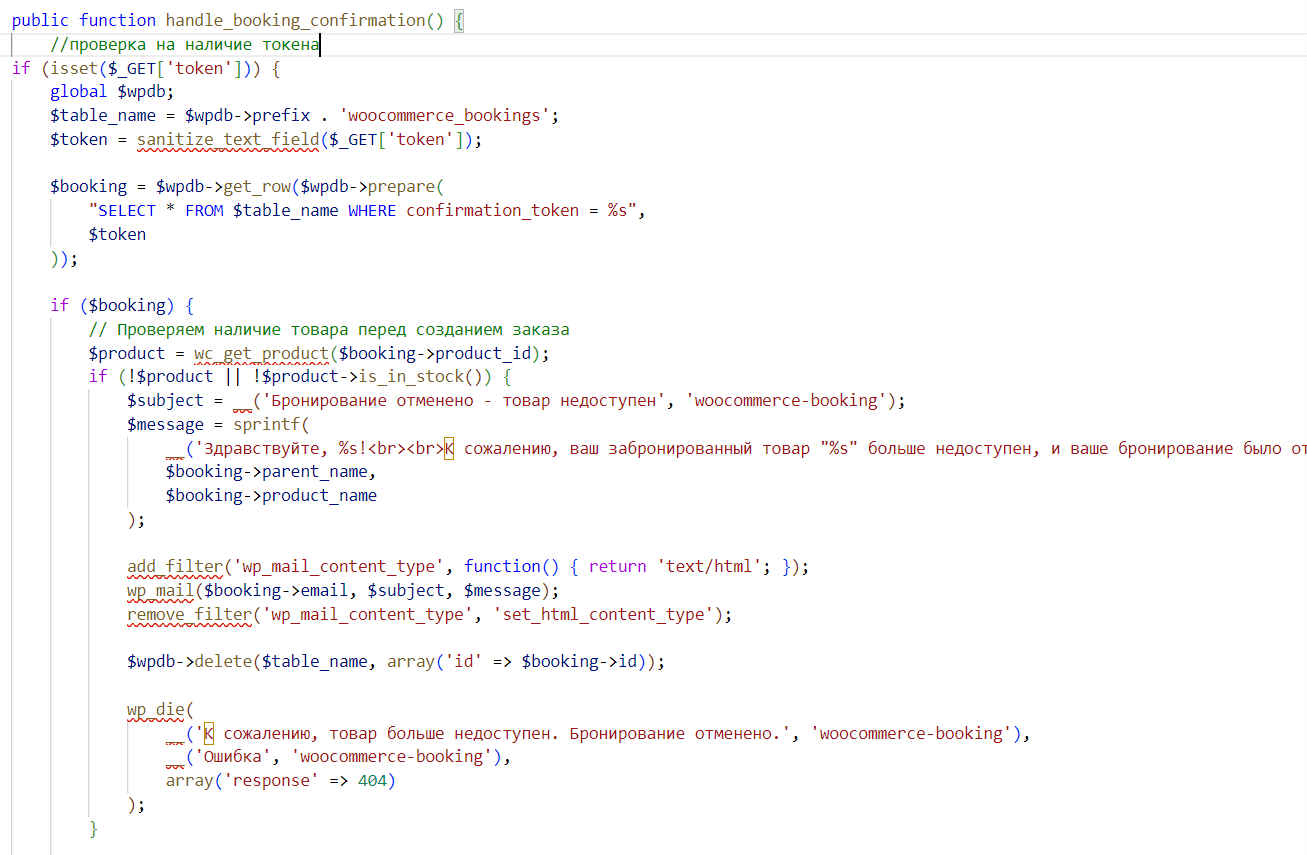 public function handle_booking_confirmation() {
//проверка на наличие токена
if (isset($_GET['token'])) {
global $wpdb;
$table_name = $wpdb->prefix . 'woocommerce_bookings';
$token = sanitize_text_field($_GET['token']);
$booking = $wpdb->get_row($wpdb->prepare(
"SELECT * FROM $table_name WHERE confirmation_token = %s",
$token
));
if ($booking) {
// Проверяем наличие товара перед созданием заказа
$product = wc_get_product($booking->product_id);
if (!$product || !$product->is_in_stock()) {
$subject = __('Бронирование отменено - товар недоступен', 'woocommerce-booking');
$message = sprintf(
__('Здравствуйте, %s!<br><br>К сожалению, ваш забронированный товар "%s" больше недоступен, и ваше бронирование было от
$booking->parent_name,
$booking->product_name
);
add_filter('wp_mail_content_type', function() { return 'text/html'; });
wp_mail($booking->email, $subject, $message);
remove_filter('wp_mail_content_type', 'set_html_content_type');
$wpdb->delete($table_name, array('id' => $booking->id));
wp_die(
__('К сожалению, товар больше недоступен. Бронирование отменено.', 'woocommerce-booking'),
__('Ошибка', 'woocommerce-booking'),
array('response' => 404)
);
}